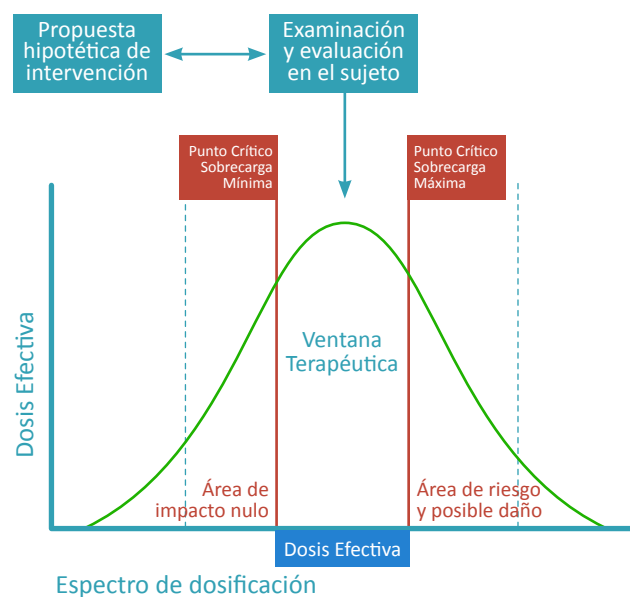 Propuesta
hipotética de
intervención
Examinación
y evaluación
en el sujeto
Punto Crítico
Sobrecarga
Mínima
Punto Crítico
Sobrecarga
Máxima
Dosis Efectiva
Ventana
Terapéutica
Área de
impacto nulo
Área de riesgo
y posible daño
Dosis Efectiva
Espectro de dosificación